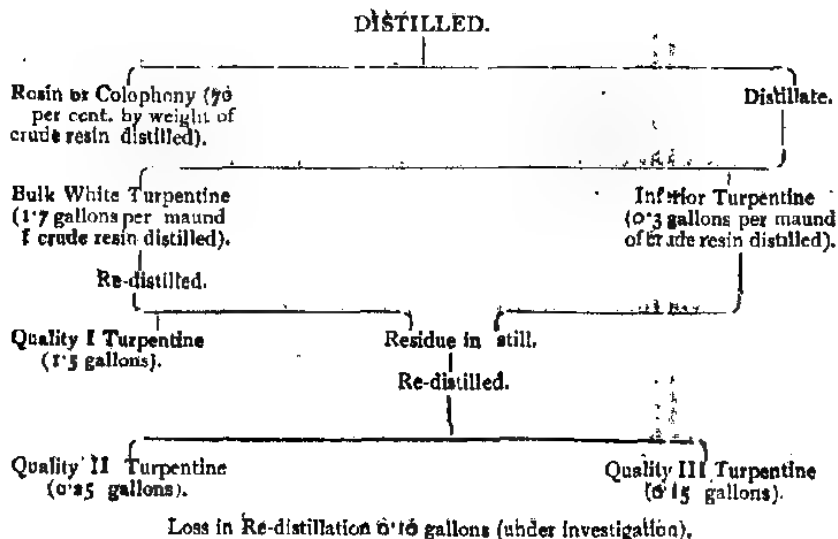 DISTILLED.
Rosin or Colophony (70
per cent. by weight of
crude resin distilled).
Distillate.
Bulk White Turpentine
(1·7 gallons per maund
f crude resin distilled).
Inferior Turpentine
(0·3 gallons per maund
of crude resin distilled).
Re-distilled.
Quality I Turpentine
(1·5 gallons).
Residue in still.
Re-distilled.
Quality II Turpentine
(0·25 gallons).
Quality III Turpentine
(0·15 gallons).
Loss in Re-distillation 0·10 gallons (under investigation).